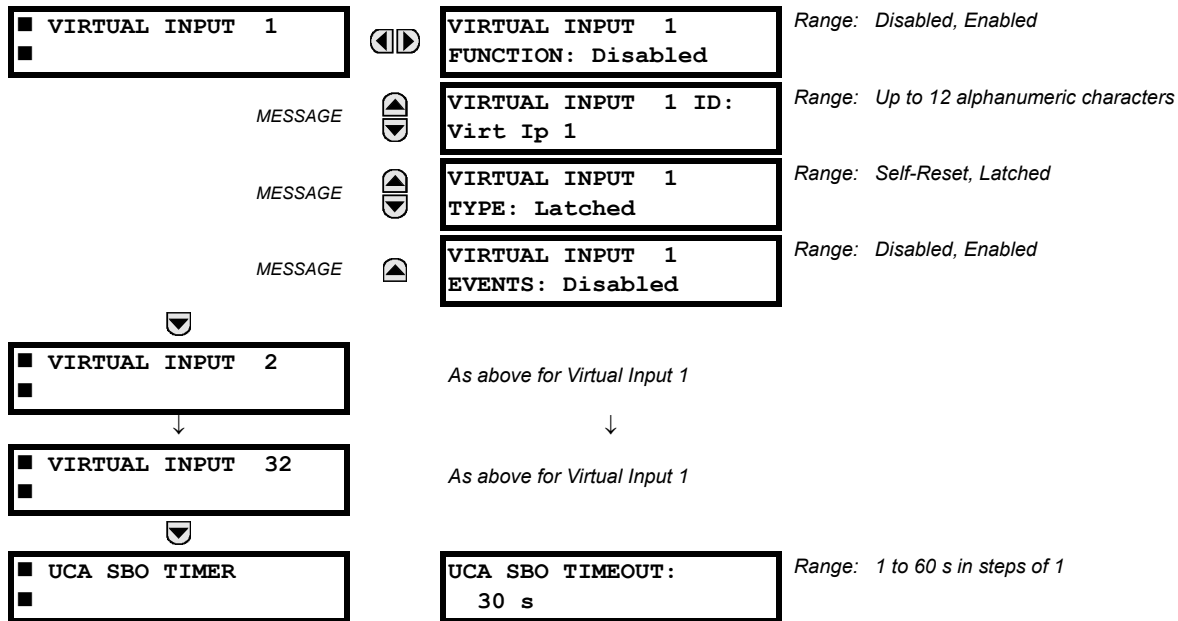 ■ VIRTUAL INPUT 1
■
VIRTUAL INPUT 1
FUNCTION: Disabled
Range: Disabled, Enabled
MESSAGE
VIRTUAL INPUT 1 ID:
Virt Ip 1
Range: Up to 12 alphanumeric characters
MESSAGE
VIRTUAL INPUT 1
TYPE: Latched
Range: Self-Reset, Latched
MESSAGE
VIRTUAL INPUT 1
EVENTS: Disabled
Range: Disabled, Enabled
■ VIRTUAL INPUT 2
■
As above for Virtual Input 1
↓
↓
■ VIRTUAL INPUT 32
■
As above for Virtual Input 1
■ UCA SBO TIMER
■
UCA SBO TIMEOUT:
30 s
Range: 1 to 60 s in steps of 1